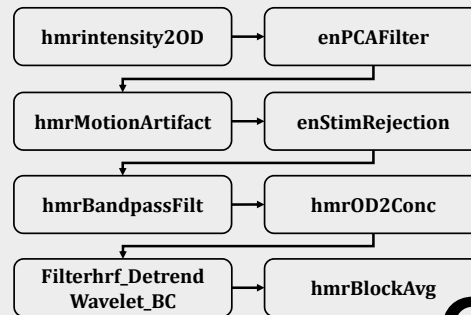 hmrintensity2OD
enPCAFilter
hmrMotionArtifact
enStimRejection
hmrBandpassFilt
hmrOD2Conc
Filterhrf_Detrend
Wavelet_BC
hmrBlockAvg